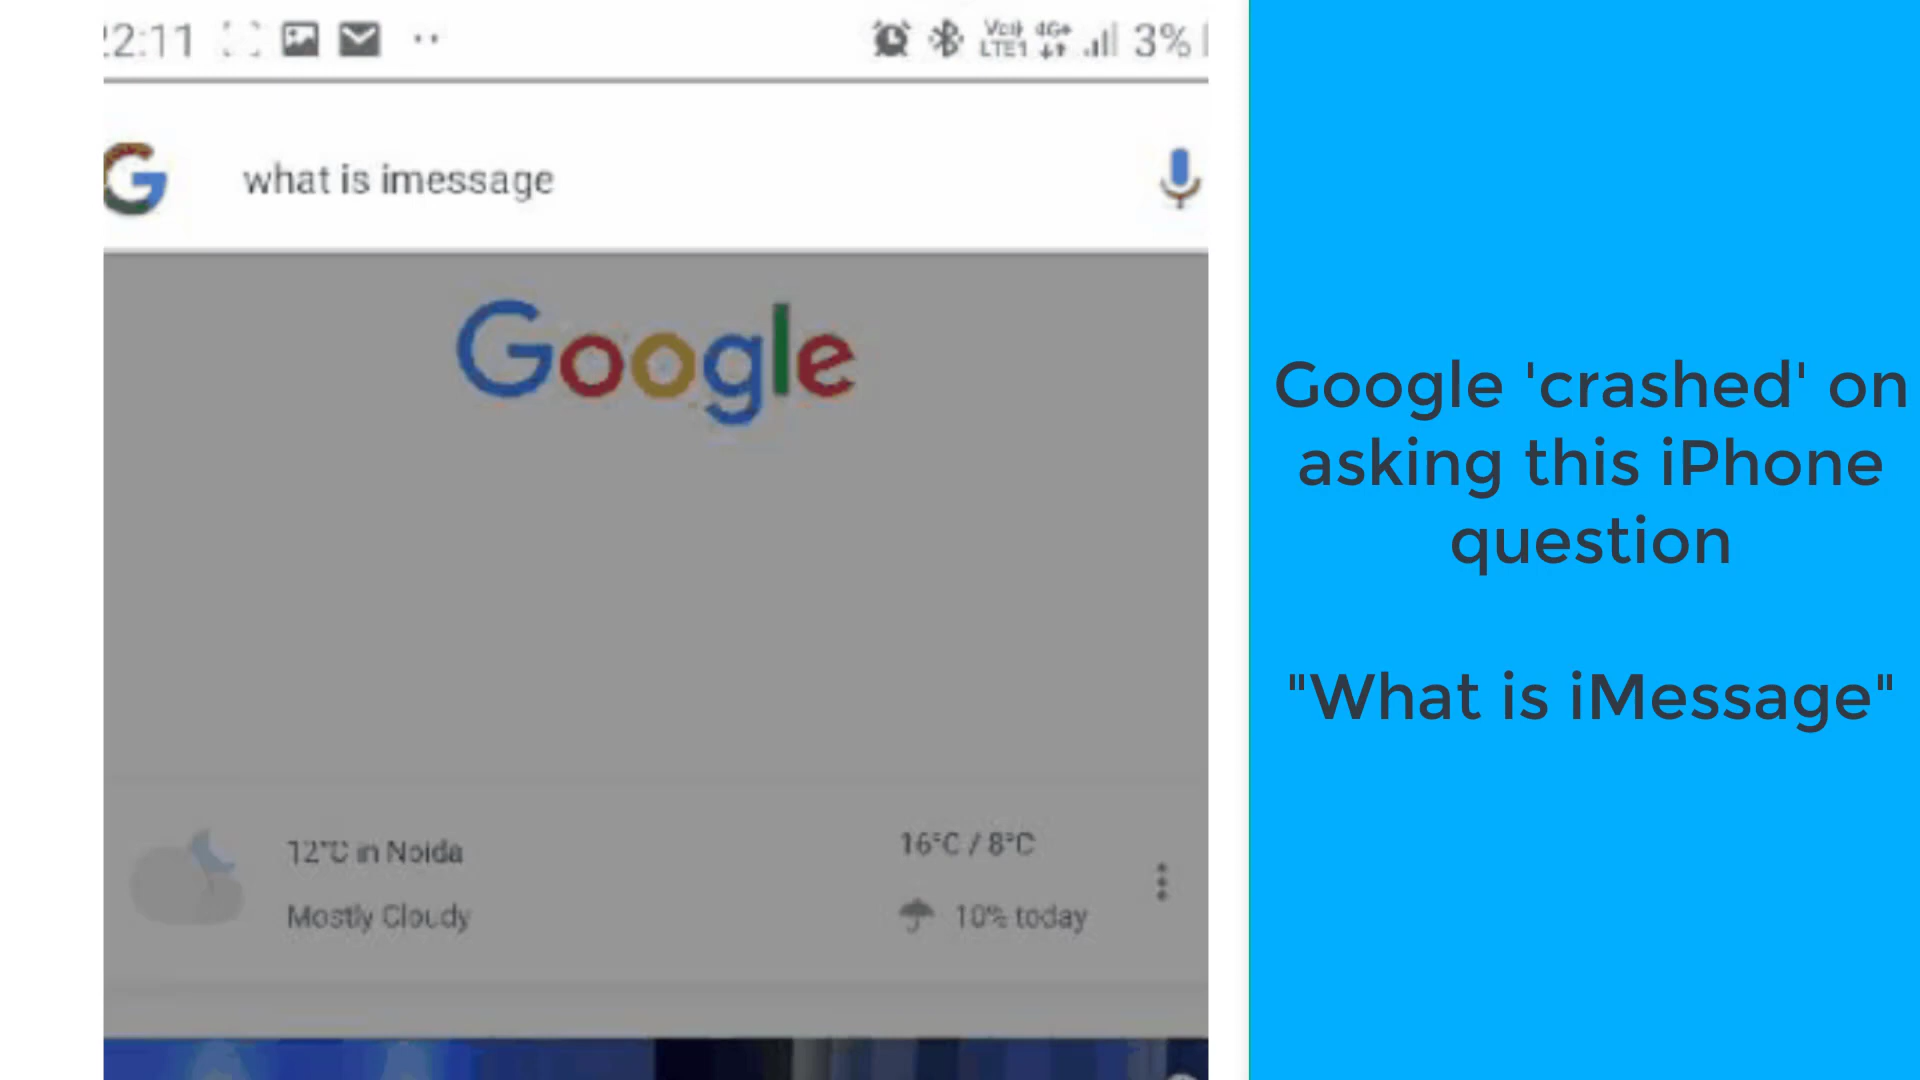 22:11 3%
what is imessage
Google
12°C in Noida 16°C / 8°C
Mostly Cloudy 10% today
Google 'crashed' on
asking this iPhone
question
"What is iMessage"